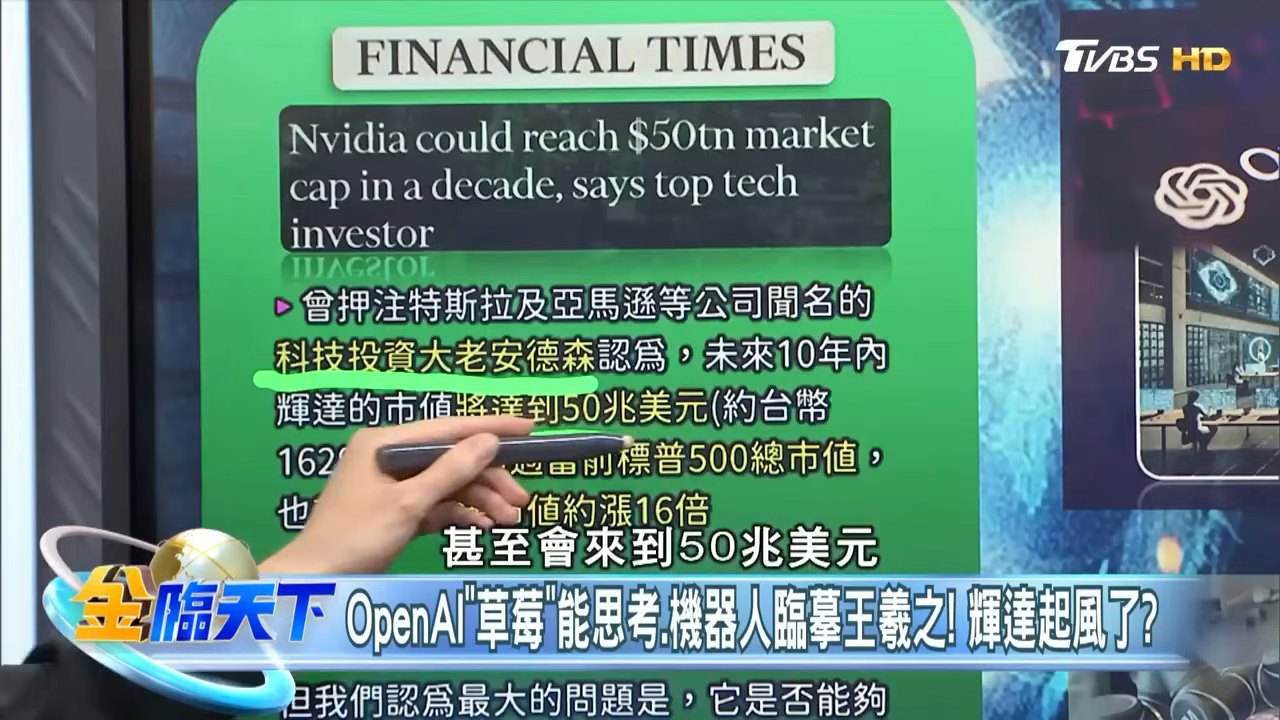 FINANCIAL TIMES
TVBS HD
Nvidia could reach $50tn market
cap in a decade, says top tech
investor
曾押注特斯拉及亞馬遜等公司聞名的
科技投資大老安德森認為，未來10年內
輝達的市值將達到50兆美元(約台幣
162 當前標普500總市值，
也 值約漲16倍
甚至會來到50兆美元
金臨天下
OpenAI"草莓"能思考.機器人臨摹王羲之! 輝達起風了?
但我們認為最大的問題是，它是否能夠